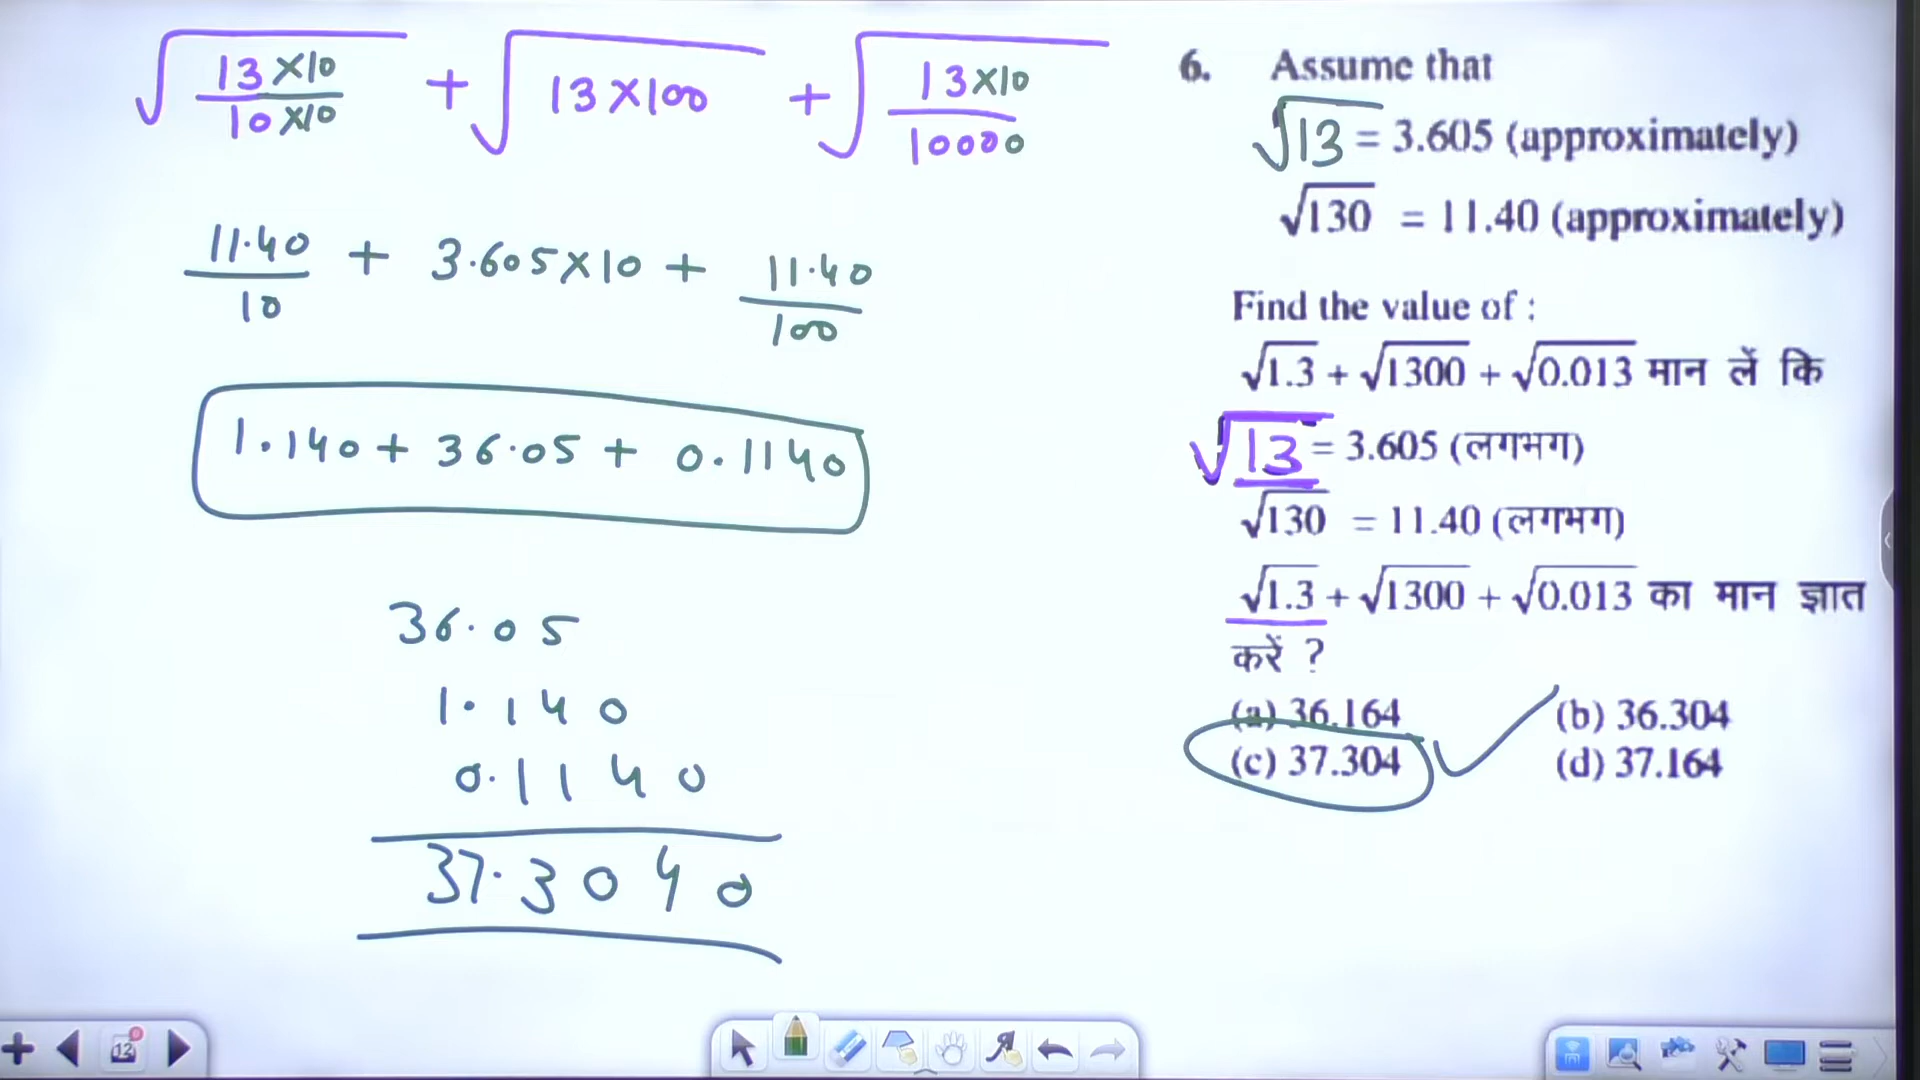 √(13×10/10×10) + √(13×100) + √(13×10/10000)
11.40/10 + 3.605×10 + 11.40/100
1.140 + 36.05 + 0.1140
36.05
1.140
0.1140
37.3040
6. Assume that
√13 = 3.605 (approximately)
√130 = 11.40 (approximately)
Find the value of :
√1.3 + √1300 + √0.013 मान लें कि
√13 = 3.605 (लगभग)
√130 = 11.40 (लगभग)
√1.3 + √1300 + √0.013 का मान ज्ञात
करें ?
(a) 36.164 (b) 36.304
(c) 37.304 (d) 37.164
12